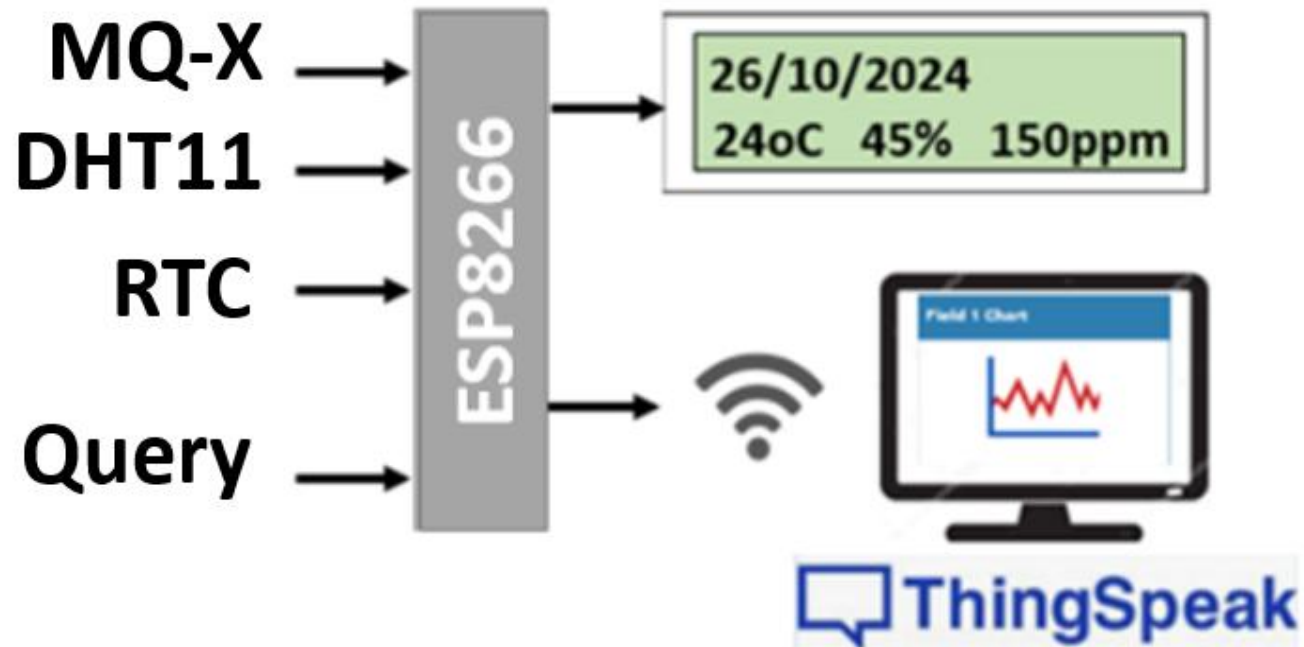 MQ-X
DHT11
RTC
Query
ESP8266
26/10/2024
24oC 45% 150ppm
Field 1 Chart
ThingSpeak